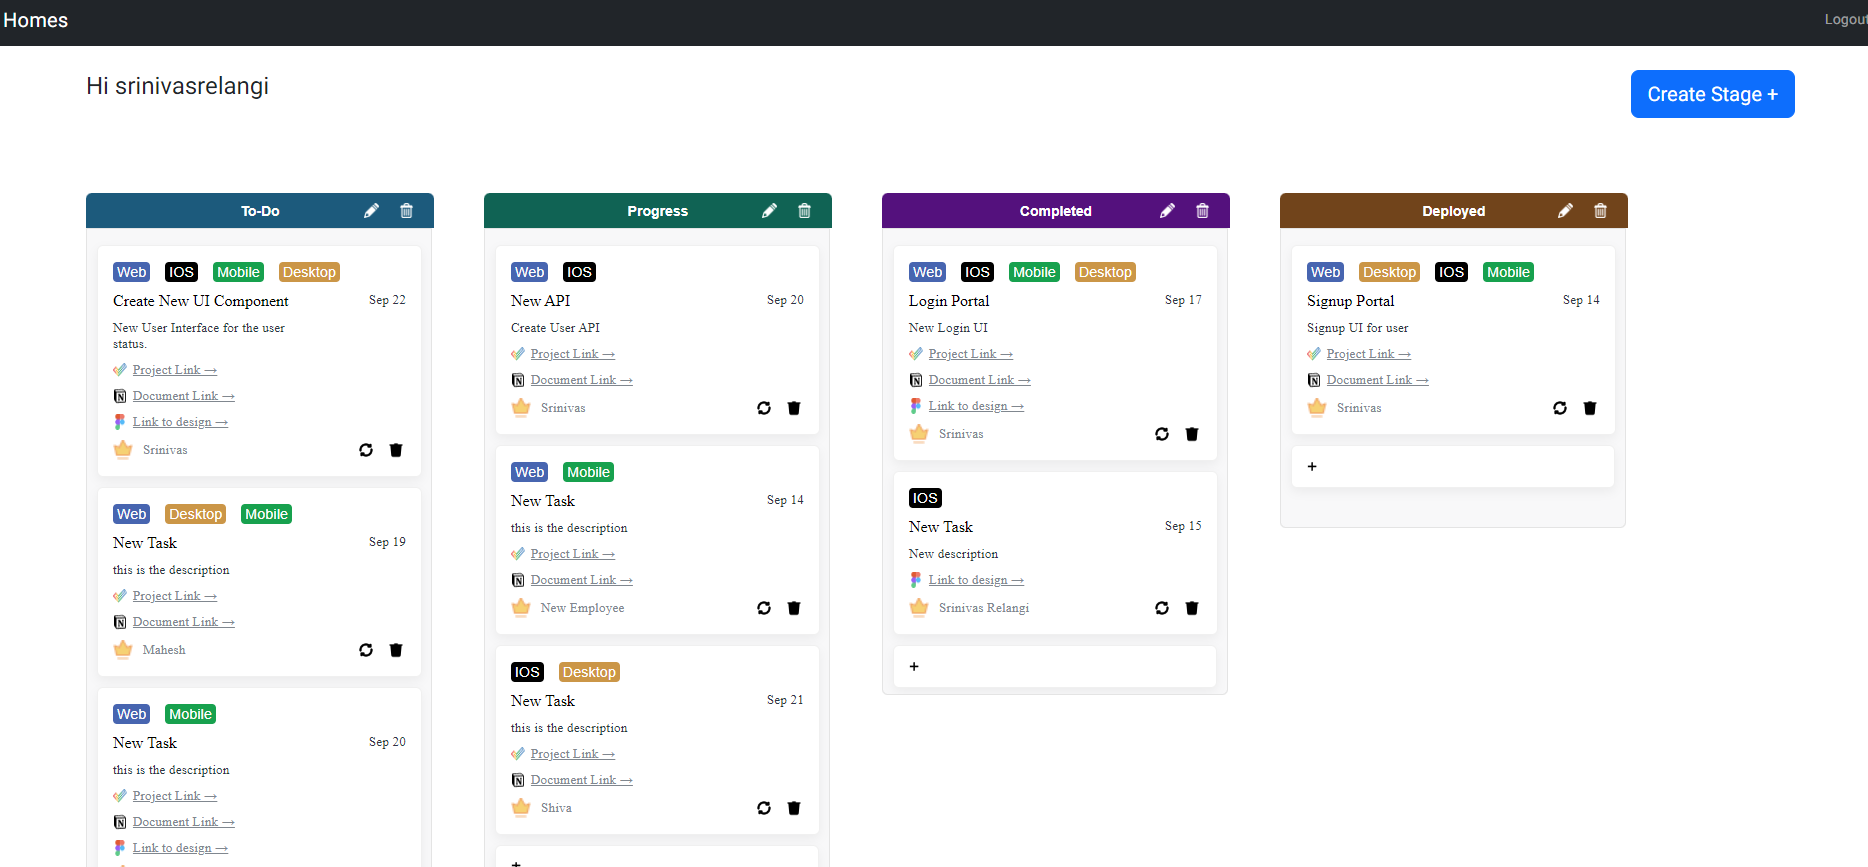 Homes
Logout
Hi srinivasrelangi
Create Stage +
To-Do
Web IOS Mobile Desktop
Create New UI Component Sep 22
New User Interface for the user
status.
Project Link →
Document Link →
Link to design →
Srinivas
Web Desktop Mobile
New Task Sep 19
this is the description
Project Link →
Document Link →
Mahesh
Web Mobile
New Task Sep 20
this is the description
Project Link →
Document Link →
Link to design →
Progress
Web IOS
New API Sep 20
Create User API
Project Link →
Document Link →
Srinivas
Web Mobile
New Task Sep 14
this is the description
Project Link →
Document Link →
New Employee
IOS Desktop
New Task Sep 21
this is the description
Project Link →
Document Link →
Shiva
+
Completed
Web IOS Mobile Desktop
Login Portal Sep 17
New Login UI
Project Link →
Document Link →
Link to design →
Srinivas
IOS
New Task Sep 15
New description
Link to design →
Srinivas Relangi
+
Deployed
Web Desktop IOS Mobile
Signup Portal Sep 14
Signup UI for user
Project Link →
Document Link →
Srinivas
+